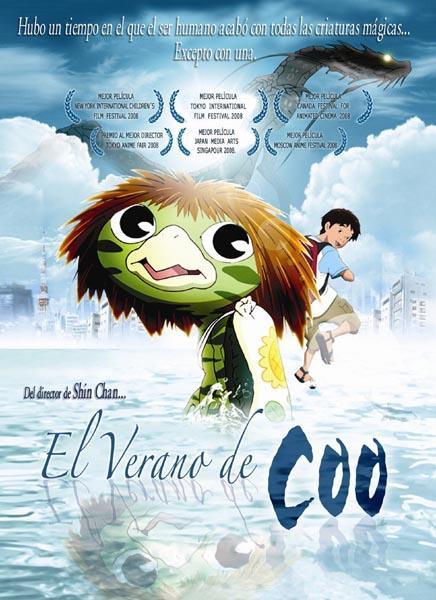 Hubo un tiempo en el que el ser humano acabó con todas las criaturas mágicas...
Excepto con una.
MEJOR PELÍCULA
NEW YORK INTERNATIONAL CHILDREN'S
FILM FESTIVAL 2008
MEJOR PELÍCULA
TOKYO INTERNATIONAL
FILM FESTIVAL 2008
MEJOR PELÍCULA
CANADA FESTIVAL FOR
ANIMATED CINEMA 2008
PREMIO AL MEJOR DIRECTOR
TOKYO ANIME FAIR 2008
MEJOR PELÍCULA
JAPAN MEDIA ARTS
SINGAPOUR 2008.
MEJOR PELÍCULA
MOSCOW ANIME FESTIVAL 2008
Del director de Shin Chan...
El Verano de Coo